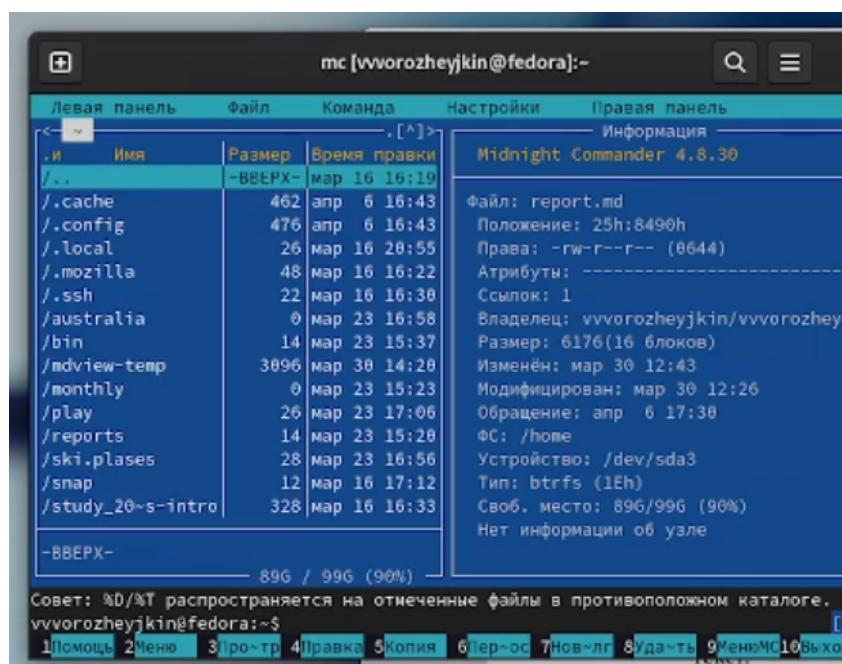 mc [vvvorozheyjkin@fedora]:~
Левая панель Файл Команда Настройки Правая панель
<- ~ .[^]>
.и Имя Размер Время правки
/.. -ВВЕРХ- мар 16 16:19
/.cache 462 апр 6 16:43
/.config 476 апр 6 16:43
/.local 26 мар 16 20:55
/.mozilla 48 мар 16 16:22
/.ssh 22 мар 16 16:30
/australia 0 мар 23 16:58
/bin 14 мар 23 15:37
/mdview-temp 3096 мар 30 14:20
/monthly 0 мар 23 15:23
/play 26 мар 23 17:06
/reports 14 мар 23 15:20
/ski.plases 28 мар 23 16:56
/snap 12 мар 16 17:12
/study_20~s-intro 328 мар 16 16:33
-ВВЕРХ-
89G / 99G (90%)
Информация
Midnight Commander 4.8.30
Файл: report.md
Положение: 25h:8490h
Права: -rw-r--r-- (0644)
Атрибуты: ------------------------
Ссылок: 1
Владелец: vvvorozheyjkin/vvvorozhey
Размер: 6176(16 блоков)
Изменён: мар 30 12:43
Модифицирован: мар 30 12:26
Обращение: апр 6 17:30
ФС: /home
Устройство: /dev/sda3
Тип: btrfs (1Eh)
Своб. место: 89G/99G (90%)
Нет информации об узле
Совет: %D/%T распространяется на отмеченные файлы в противоположном каталоге.
vvvorozheyjkin@fedora:~$ [
1Помощь 2Меню 3Про~тр 4Правка 5Копия 6Пер~ос 7Нов~лг 8Уда~ть 9МенюMC 10Выхо